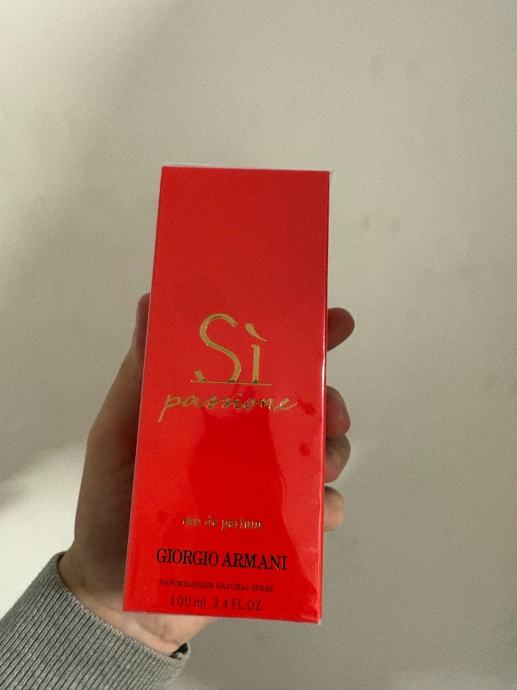 Sì
passione
eau de parfum
GIORGIO ARMANI
VAPORISATEUR NATURAL SPRAY
100 ml 3.4 FL.OZ.